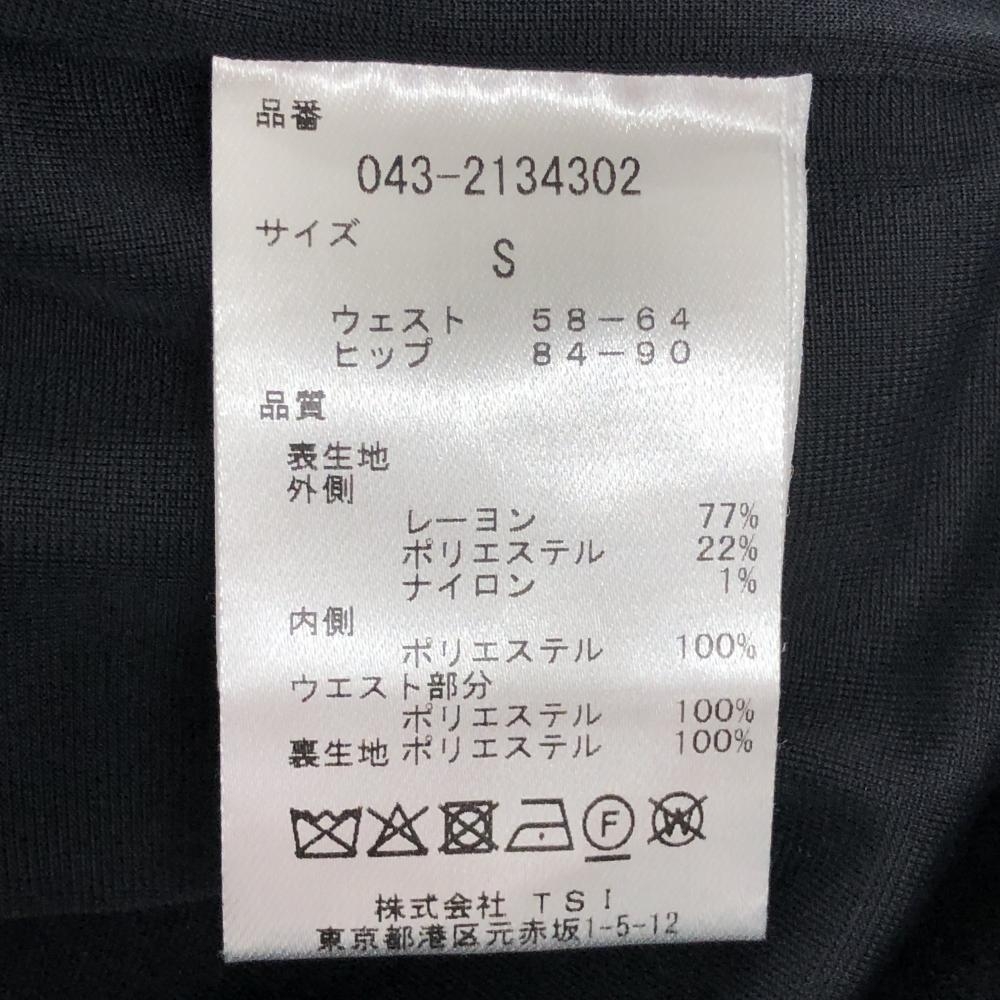 品番
043-2134302
サイズ
S
ウェスト 58-64
ヒップ 84-90
品質
表生地
外側
レーヨン 77%
ポリエステル 22%
ナイロン 1%
内側
ポリエステル 100%
ウエスト部分
ポリエステル 100%
裏生地 ポリエステル 100%
F W
株式会社 TSI
東京都港区元赤坂1-5-12